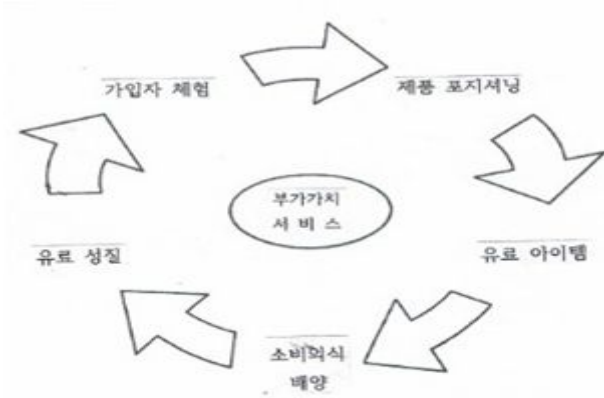 가입자 체험
제품 포지셔닝
부가가치
서 비 스
유료 성질
유료 아이템
소비의식
배양